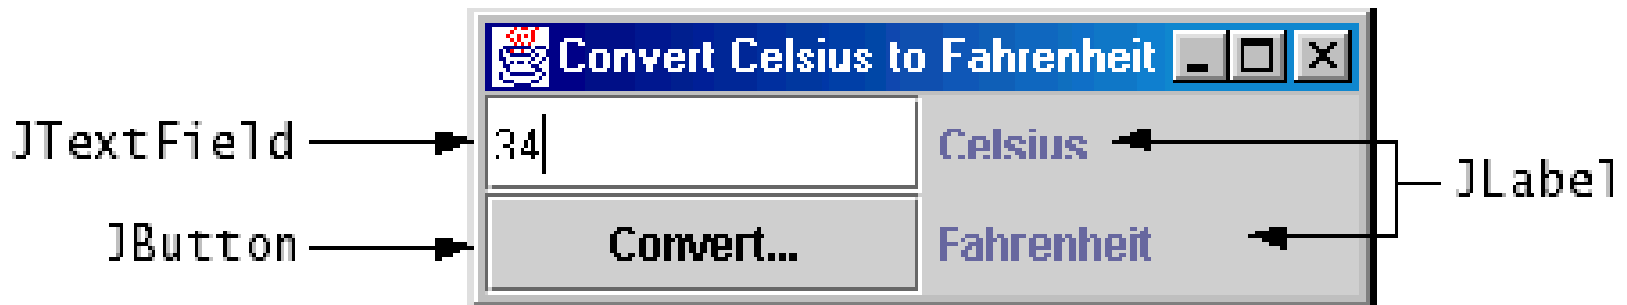 Convert Celsius to Fahrenheit
JTextField
34
Celsius
JLabel
JButton
Convert...
Fahrenheit